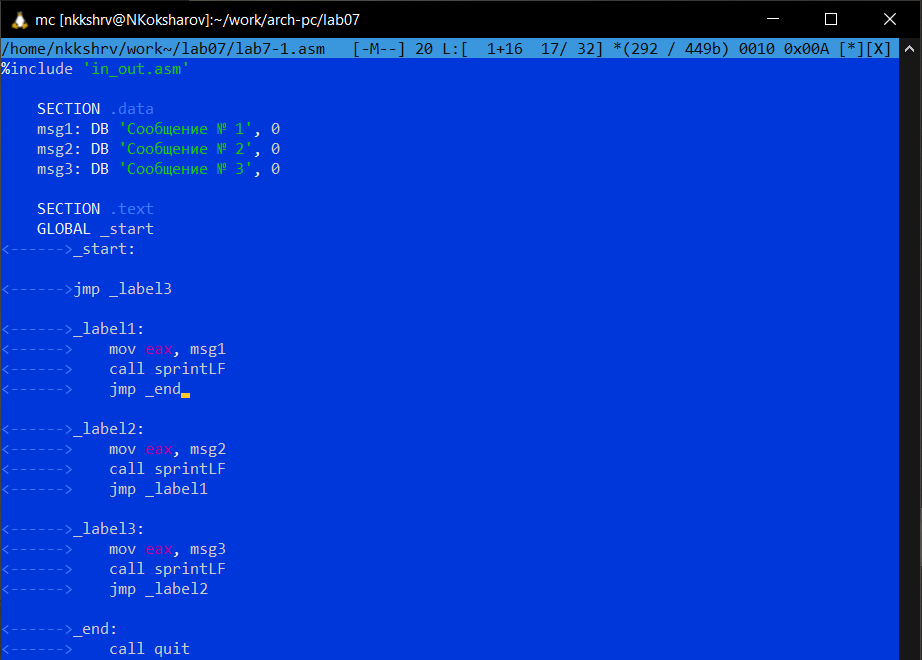 mc [nkkshrv@NKoksharov]:~/work/arch-pc/lab07
/home/nkkshrv/work~/lab07/lab7-1.asm   [-M--] 20 L:[  1+16  17/ 32] *(292 / 449b) 0010 0x00A [*][X]
%include 'in_out.asm'
    SECTION .data
    msg1: DB 'Сообщение № 1', 0
    msg2: DB 'Сообщение № 2', 0
    msg3: DB 'Сообщение № 3', 0
    SECTION .text
    GLOBAL _start
<------>_start:
<------>jmp _label3
<------>_label1:
<------>    mov eax, msg1
<------>    call sprintLF
<------>    jmp _end
<------>_label2:
<------>    mov eax, msg2
<------>    call sprintLF
<------>    jmp _label1
<------>_label3:
<------>    mov eax, msg3
<------>    call sprintLF
<------>    jmp _label2
<------>_end:
<------>    call quit